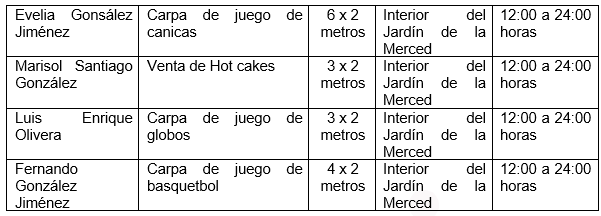 Evelia Gonsález Jiménez | Carpa de juego de canicas | 6 x 2 metros | Interior del Jardín de la Merced | 12:00 a 24:00 horas
Marisol Santiago González | Venta de Hot cakes | 3 x 2 metros | Interior del Jardín de la Merced | 12:00 a 24:00 horas
Luis Enrique Olivera | Carpa de juego de globos | 3 x 2 metros | Interior del Jardín de la Merced | 12:00 a 24:00 horas
Fernando González Jiménez | Carpa de juego de basquetbol | 4 x 2 metros | Interior del Jardín de la Merced | 12:00 a 24:00 horas